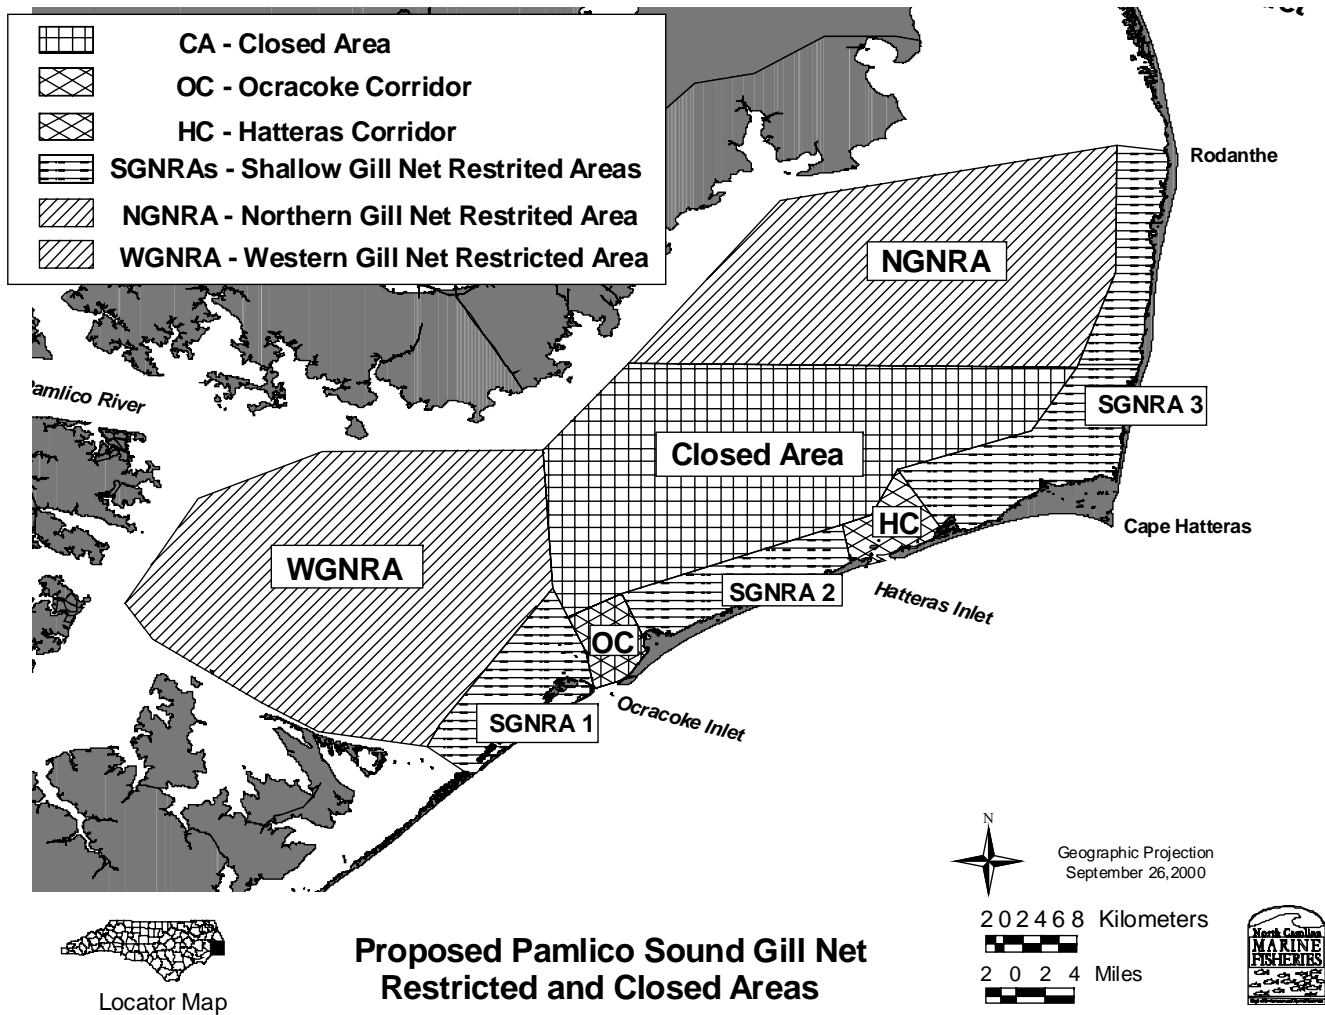 CA - Closed Area
OC - Ocracoke Corridor
HC - Hatteras Corridor
SGNRAs - Shallow Gill Net Restrited Areas
NGNRA - Northern Gill Net Restrited Area
WGNRA - Western Gill Net Restricted Area
Rodanthe
NGNRA
amlico River
SGNRA 3
Closed Area
HC
Cape Hatteras
WGNRA
SGNRA 2
Hatteras Inlet
OC
SGNRA 1
Ocracoke Inlet
N
Geographic Projection
September 26,2000
2 0 2 4 6 8 Kilometers
2 0 2 4 Miles
Locator Map
Proposed Pamlico Sound Gill Net
Restricted and Closed Areas
North Carolina
MARINE
FISHERIES